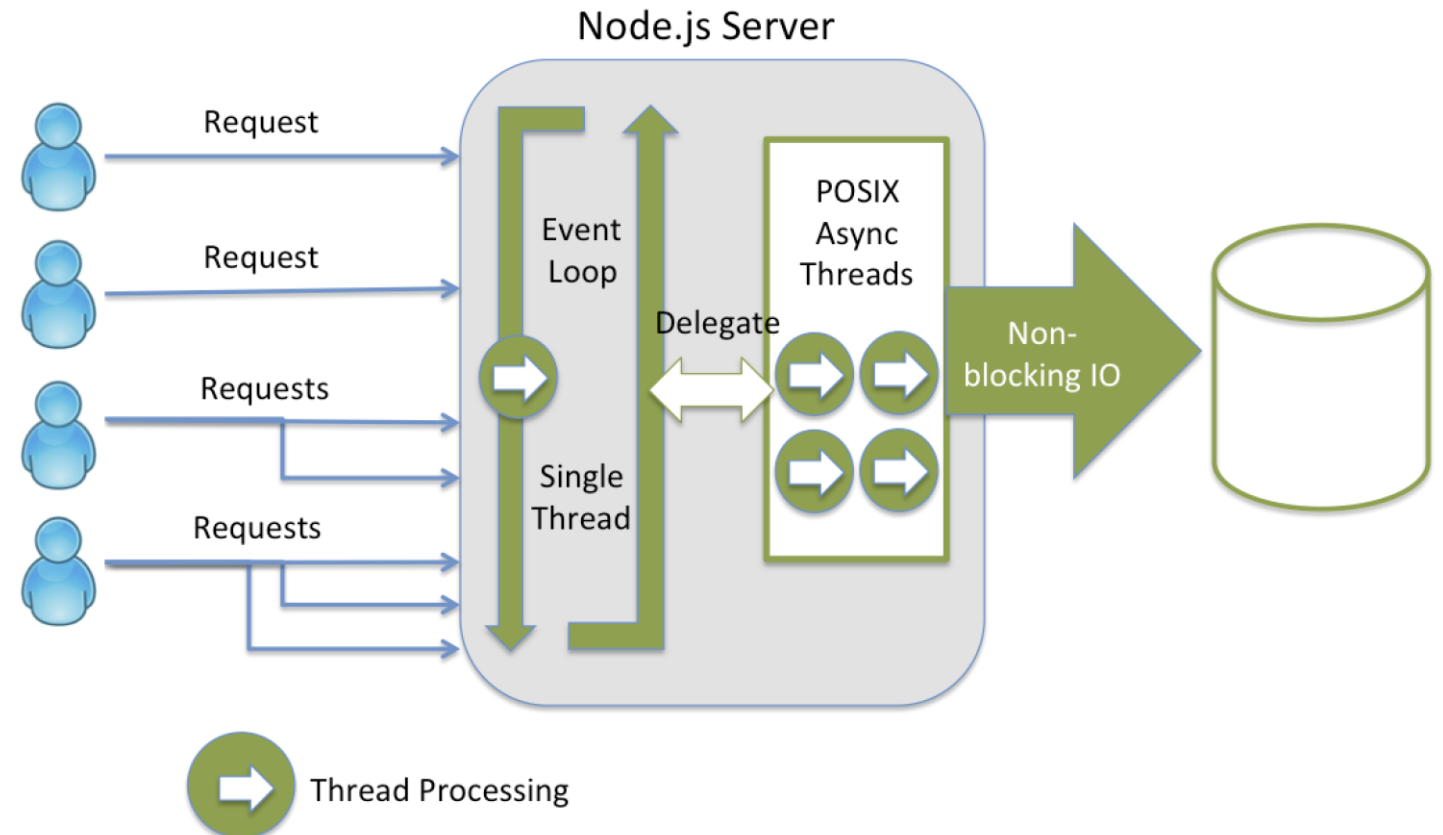 Node.js Server
Request
Request
Requests
Requests
Event
Loop
Single
Thread
Delegate
POSIX
Async
Threads
Non-
blocking IO
Thread Processing